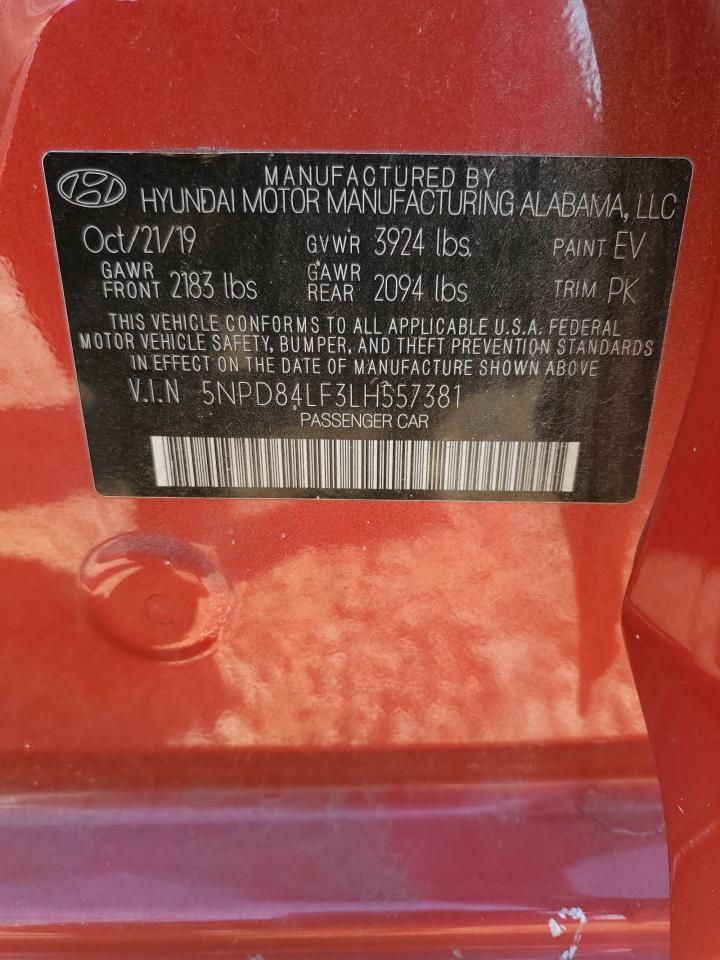 MANUFACTURED BY
HYUNDAI MOTOR MANUFACTURING ALABAMA, LLC
Oct/21/19 GVWR 3924 lbs. PAINT EV
GAWR FRONT 2183 lbs GAWR REAR 2094 lbs TRIM PK
THIS VEHICLE CONFORMS TO ALL APPLICABLE U.S.A. FEDERAL
MOTOR VEHICLE SAFETY, BUMPER, AND THEFT PREVENTION STANDARDS
IN EFFECT ON THE DATE OF MANUFACTURE SHOWN ABOVE
V.I.N 5NPD84LF3LH557381
PASSENGER CAR